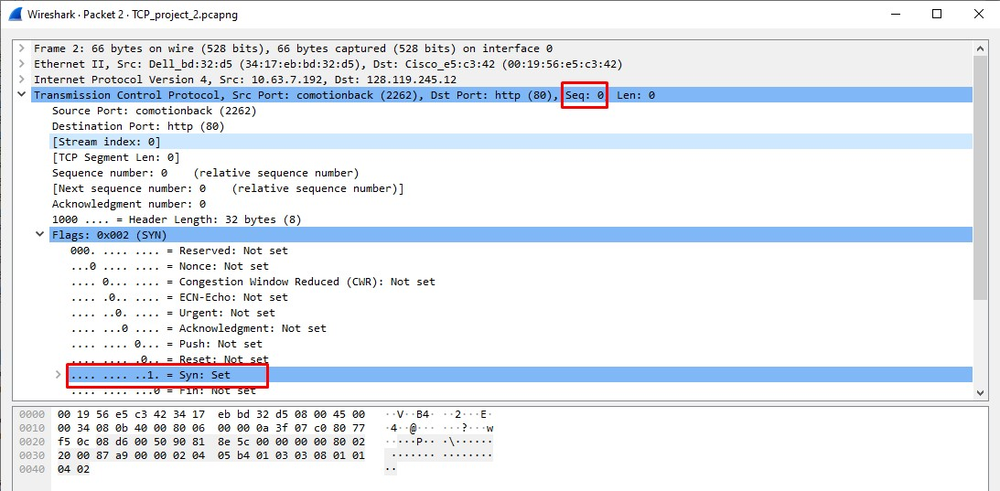 Wireshark · Packet 2 · TCP_project_2.pcapng
Frame 2: 66 bytes on wire (528 bits), 66 bytes captured (528 bits) on interface 0
Ethernet II, Src: Dell_bd:32:d5 (34:17:eb:bd:32:d5), Dst: Cisco_e5:c3:42 (00:19:56:e5:c3:42)
Internet Protocol Version 4, Src: 10.63.7.192, Dst: 128.119.245.12
Transmission Control Protocol, Src Port: comotionback (2262), Dst Port: http (80), Seq: 0, Len: 0
Source Port: comotionback (2262)
Destination Port: http (80)
[Stream index: 0]
[TCP Segment Len: 0]
Sequence number: 0    (relative sequence number)
[Next sequence number: 0    (relative sequence number)]
Acknowledgment number: 0
1000 .... = Header Length: 32 bytes (8)
Flags: 0x002 (SYN)
000. .... .... = Reserved: Not set
...0 .... .... = Nonce: Not set
.... 0... .... = Congestion Window Reduced (CWR): Not set
.... .0.. .... = ECN-Echo: Not set
.... ..0. .... = Urgent: Not set
.... ...0 .... = Acknowledgment: Not set
.... .... 0... = Push: Not set
.... .... .0.. = Reset: Not set
.... .... ..1. = Syn: Set
.... .... ...0 = Fin: Not set
0000 00 19 56 e5 c3 42 34 17 eb bd 32 d5 08 00 45 00 ··V··B4· ··2···E·
0010 00 34 08 0b 40 00 80 06 00 00 0a 3f 07 c0 80 77 ·4··@··· ···?···w
0020 f5 0c 08 d6 00 50 90 81 8e 5c 00 00 00 00 80 02 ·····P·· ·\······
0030 20 00 87 a9 00 00 02 04 05 b4 01 03 03 08 01 01 ········ ········
0040 04 02 ··